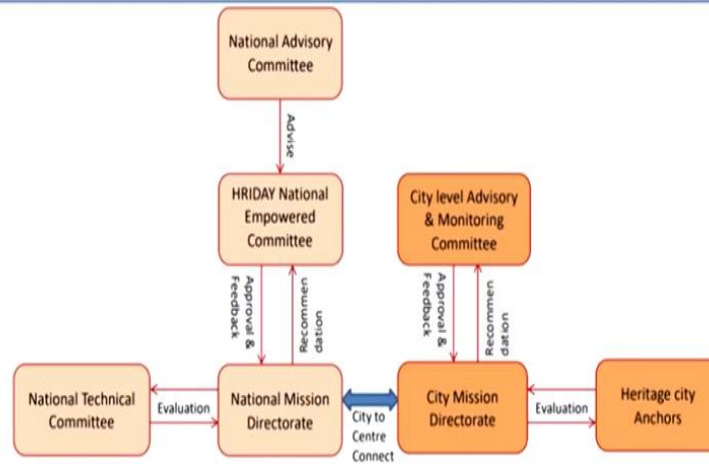 National Advisory
Committee
Advise
HRIDAY National
Empowered
Committee
City level Advisory
& Monitoring
Committee
Approval &
Feedback
Recommen
dation
Approval &
Feedback
Recommen
dation
National Technical
Committee
Evaluation
National Mission
Directorate
City to
Centre
Connect
City Mission
Directorate
Evaluation
Heritage city
Anchors